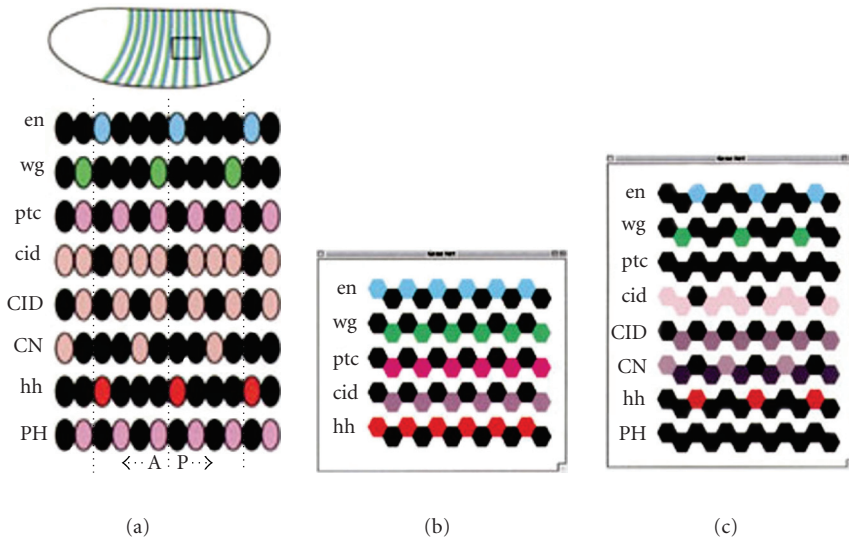 en
wg
ptc
cid
CID
CN
hh
PH
A P
en
wg
ptc
cid
hh
en
wg
ptc
cid
CID
CN
hh
PH
(a) (b) (c)